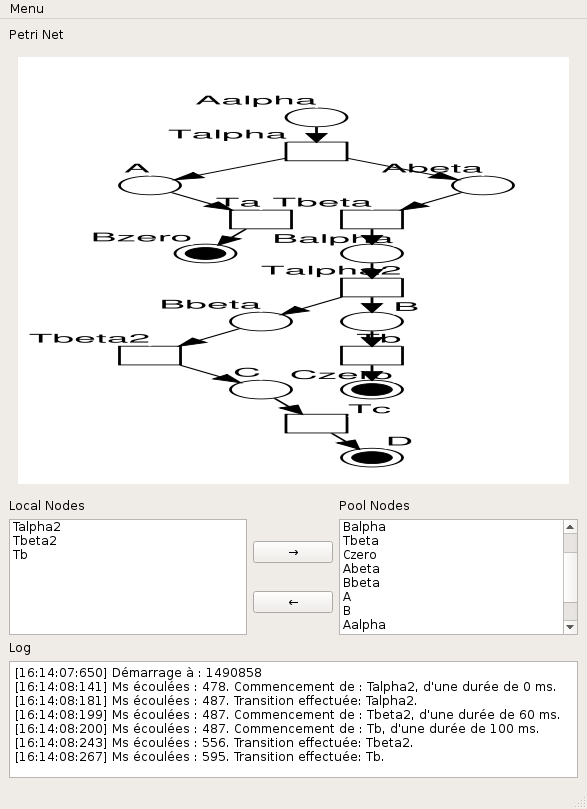 Menu
Petri Net
Aalpha
Talpha
A
Abeta
Ta
Tbeta
Bzero
Balpha
Talpha2
Bbeta
B
Tbeta2
Tb
C
Czero
Tc
D
Local Nodes
Pool Nodes
Talpha2
Tbeta2
Tb
→
←
Balpha
Tbeta
Czero
Abeta
Bbeta
A
B
Aalpha
Log
[16:14:07:650] Démarrage à : 1490858
[16:14:08:141] Ms écoulées : 478. Commencement de : Talpha2, d'une durée de 0 ms.
[16:14:08:181] Ms écoulées : 487. Transition effectuée: Talpha2.
[16:14:08:199] Ms écoulées : 487. Commencement de : Tbeta2, d'une durée de 60 ms.
[16:14:08:200] Ms écoulées : 487. Commencement de : Tb, d'une durée de 100 ms.
[16:14:08:243] Ms écoulées : 556. Transition effectuée: Tbeta2.
[16:14:08:267] Ms écoulées : 595. Transition effectuée: Tb.